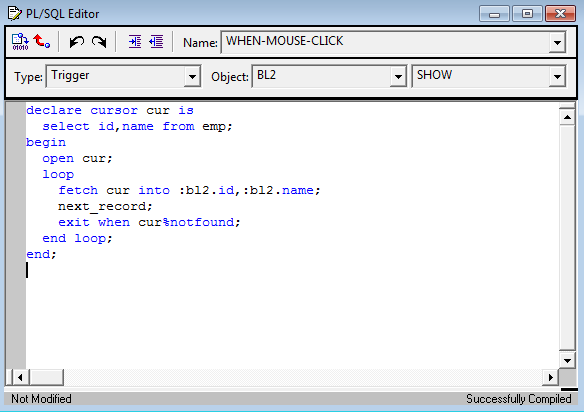 PL/SQL Editor
Name: WHEN-MOUSE-CLICK
Type: Trigger Object: BL2 SHOW
declare cursor cur is
  select id,name from emp;
begin
  open cur;
  loop
    fetch cur into :bl2.id,:bl2.name;
    next_record;
    exit when cur%notfound;
  end loop;
end;
Not Modified Successfully Compiled